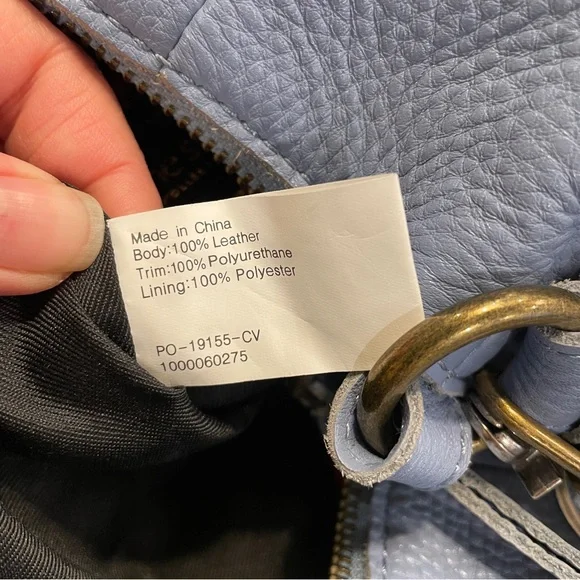 Made in China
Body:100% Leather
Trim:100% Polyurethane
Lining:100% Polyester
PO-19155-CV
1000060275